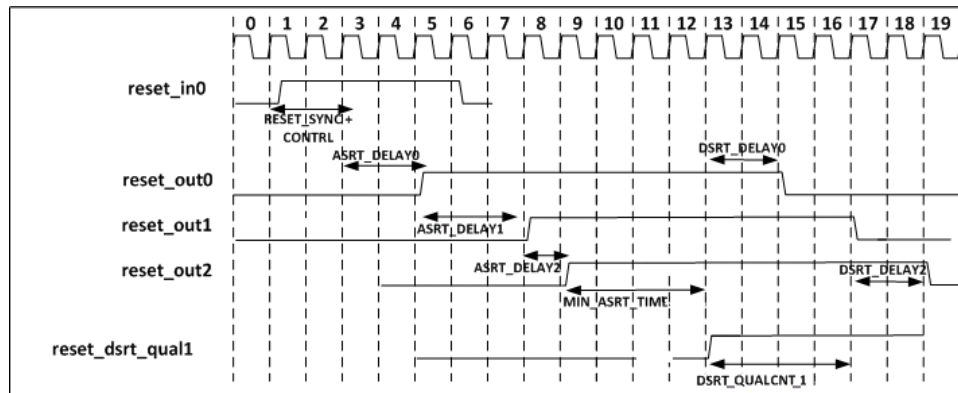 0 1 2 3 4 5 6 7 8 9 10 11 12 13 14 15 16 17 18 19
reset_in0
RESET_SYNC+
CONTRL
ASRT_DELAY0
DSRT_DELAY0
reset_out0
reset_out1
ASRT_DELAY1
reset_out2
ASRT_DELAY2
DSRT_DELAY2
MIN_ASRT_TIME
reset_dsrt_qual1
DSRT_QUALCNT_1